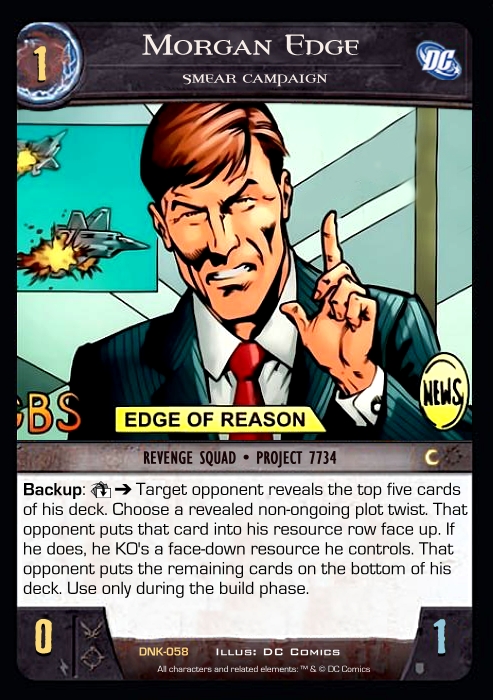 1
MORGAN EDGE
SMEAR CAMPAIGN
DC
GBS
EDGE OF REASON
NEWS
REVENGE SQUAD • PROJECT 7734
C
Backup: ➔ Target opponent reveals the top five cards
of his deck. Choose a revealed non-ongoing plot twist. That
opponent puts that card into his resource row face up. If
he does, he KO's a face-down resource he controls. That
opponent puts the remaining cards on the bottom of his
deck. Use only during the build phase.
0
DNK-058 ILLUS: DC COMICS
1
All characters and related elements: ™ & © DC Comics